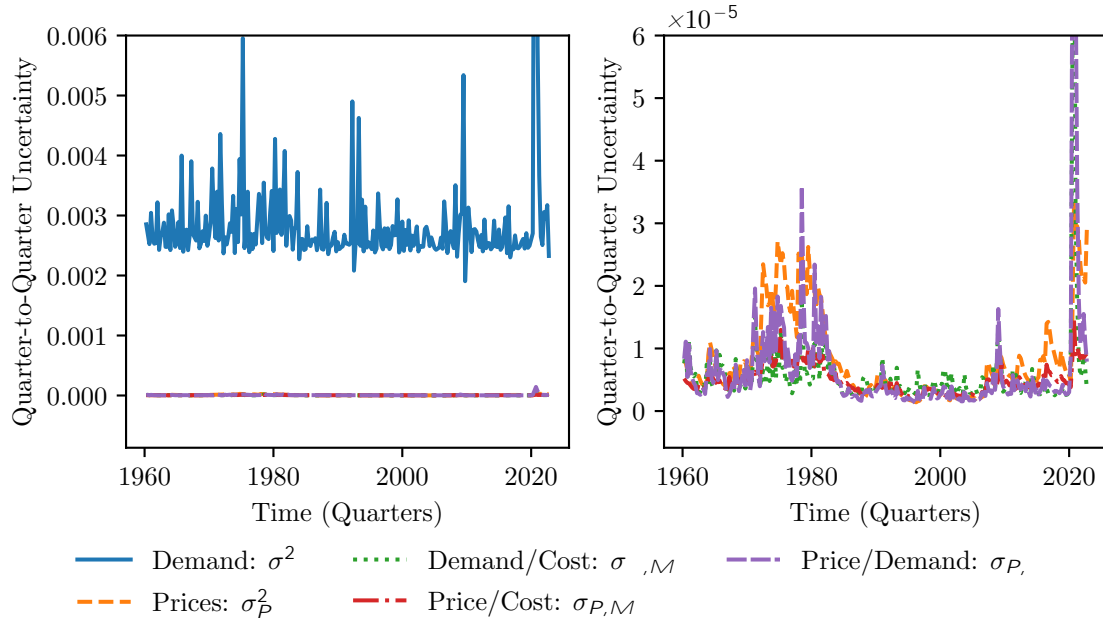 ×10⁻⁵
0.006
0.005
0.004
0.003
0.002
0.001
0.000
Quarter-to-Quarter Uncertainty
1960
1980
2000
2020
Time (Quarters)
6
5
4
3
2
1
0
Quarter-to-Quarter Uncertainty
1960
1980
2000
2020
Time (Quarters)
Demand: σ²
Demand/Cost: σ ,M
Price/Demand: σP,
Prices: σ²P
Price/Cost: σP,M